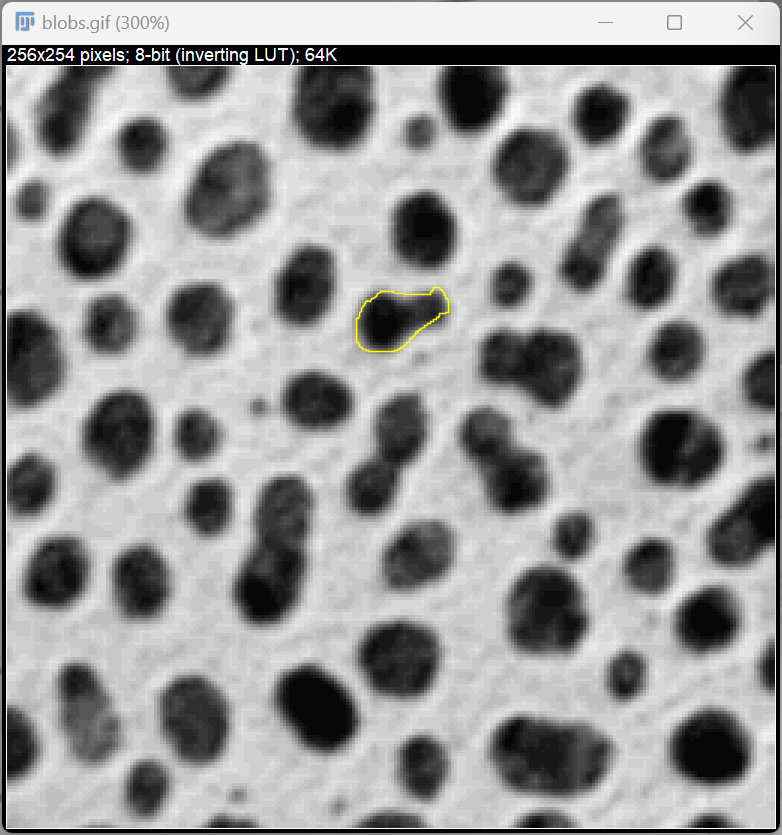 blobs.gif (300%)
256x254 pixels; 8-bit (inverting LUT); 64K